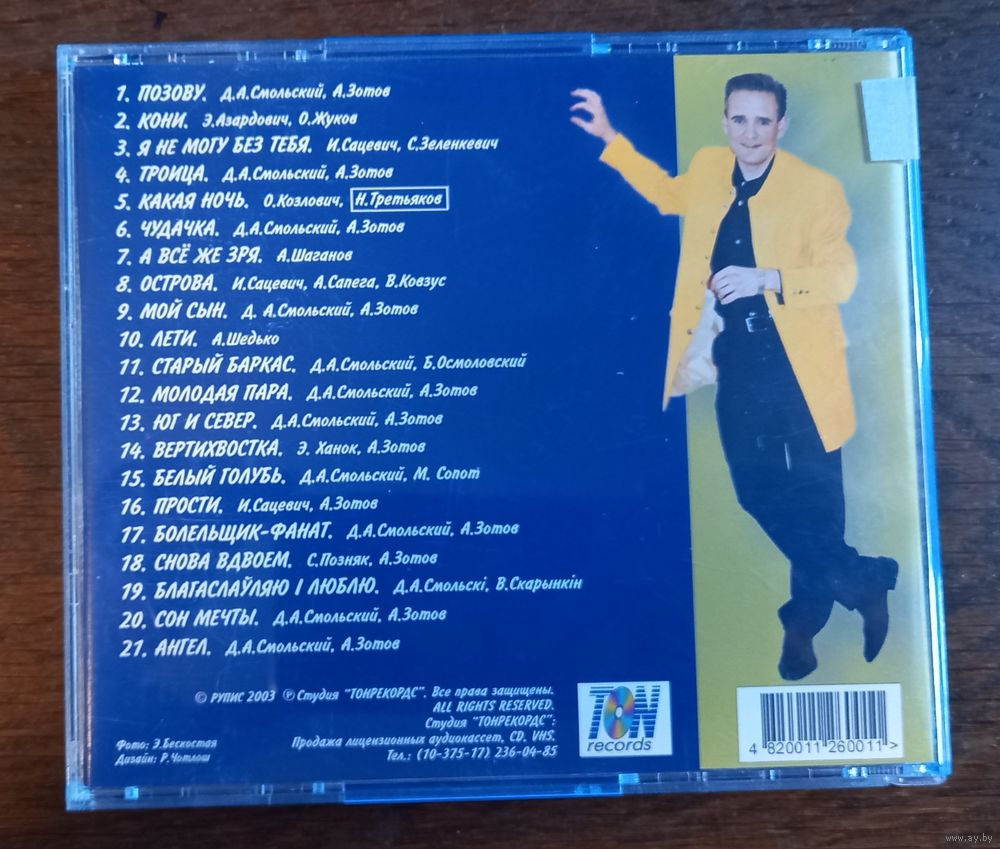 1. ПОЗОВУ. Д.А.Смольский, А.Зотов
2. КОНИ. Э.Азардович, О.Жуков
3. Я НЕ МОГУ БЕЗ ТЕБЯ. И.Сацевич, С.Зеленкевич
4. ТРОИЦА. Д.А.Смольский, А.Зотов
5. КАКАЯ НОЧЬ. О.Козлович, Н.Третьяков
6. ЧУДАЧКА. Д.А.Смольский, А.Зотов
7. А ВСЁ ЖЕ ЗРЯ. А.Шаганов
8. ОСТРОВА. И.Сацевич, А.Сапега, В.Ковзус
9. МОЙ СЫН. Д. А.Смольский, А.Зотов
10. ЛЕТИ. А.Шедько
11. СТАРЫЙ БАРКАС. Д.А.Смольский, Б.Осмоловский
12. МОЛОДАЯ ПАРА. Д.А.Смольский, А.Зотов
13. ЮГ И СЕВЕР. Д.А.Смольский, А.Зотов
14. ВЕРТИХВОСТКА. Э. Ханок, А.Зотов
15. БЕЛЫЙ ГОЛУБЬ. Д.А.Смольский, М. Сопот
16. ПРОСТИ. И.Сацевич, А.Зотов
17. БОЛЕЛЬЩИК-ФАНАТ. Д.А.Смольский, А.Зотов
18. СНОВА ВДВОЕМ. С.Позняк, А.Зотов
19. БЛАГАСЛАЎЛЯЮ І ЛЮБЛЮ. Д.А.Смольскі, В.Скарынкін
20. СОН МЕЧТЫ. Д.А.Смольский, А.Зотов
21. АНГЕЛ. Д.А.Смольский, А.Зотов
© РУПИС 2003 ℗ Студия "ТОНРЕКОРДС". Все права защищены.
ALL RIGHTS RESERVED.
Студия "ТОНРЕКОРДС":
Продажа лицензионных аудиокассет, CD, VHS.
Тел.: (10-375-17) 236-04-85
Фото: Э.Бескостая
Дизайн: Р.Чотлош
TON
records
4 820011 260011 >
www.ay.by